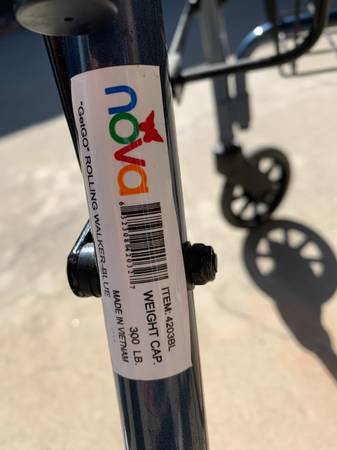 nova
"GetGO" ROLLING WALKER-BLUE
ITEM: 4203BL
WEIGHT CAP.
300 LB.
MADE IN VIETNAM